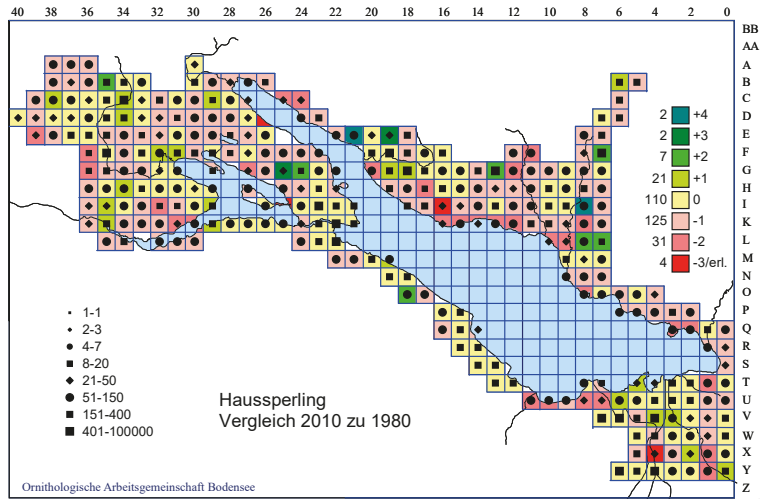 40 38 36 34 32 30 28 26 24 22 20 18 16 14 12 10 8 6 4 2 0
BB
AA
A
B
C
D
E
F
G
H
I
K
L
M
N
O
P
Q
R
S
T
U
V
W
X
Y
Z
2 +4
2 +3
7 +2
21 +1
110 0
125 -1
31 -2
4 -3/erl.
1-1
2-3
4-7
8-20
21-50
51-150
151-400
401-100000
Haussperling
Vergleich 2010 zu 1980
Ornithologische Arbeitsgemeinschaft Bodensee